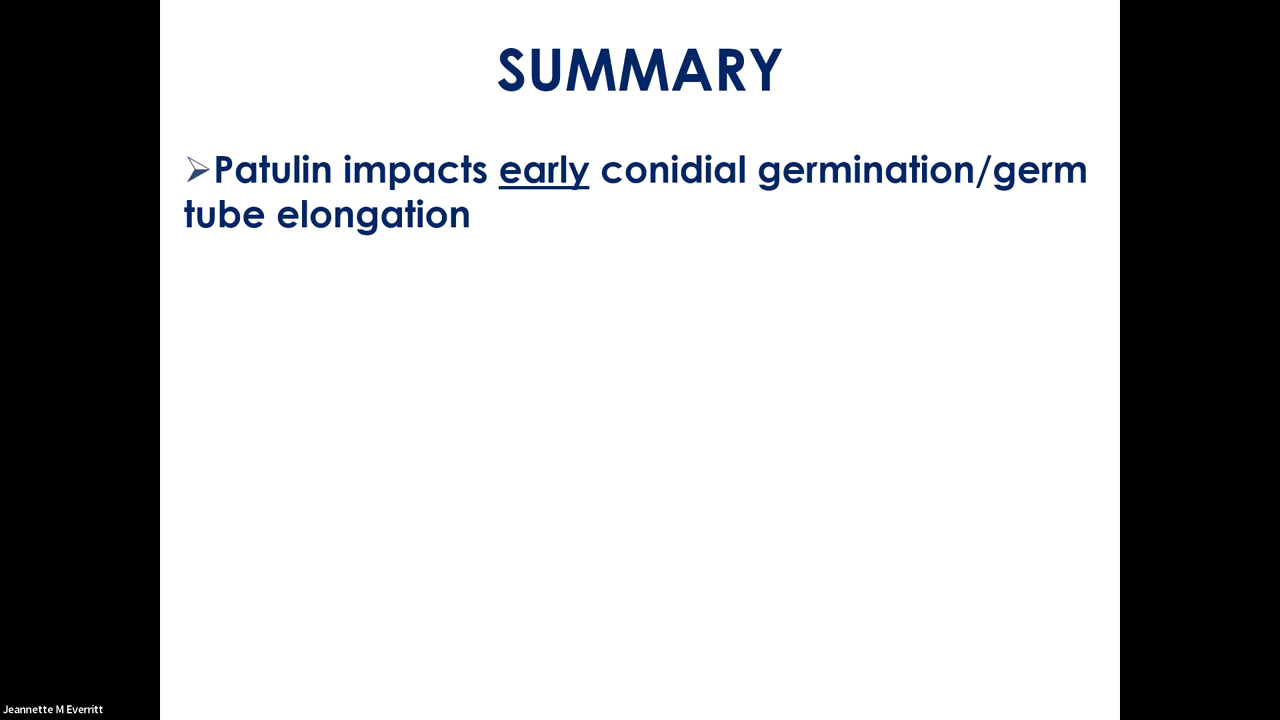 SUMMARY
➢Patulin impacts early conidial germination/germ
tube elongation
Jeannette M Everritt